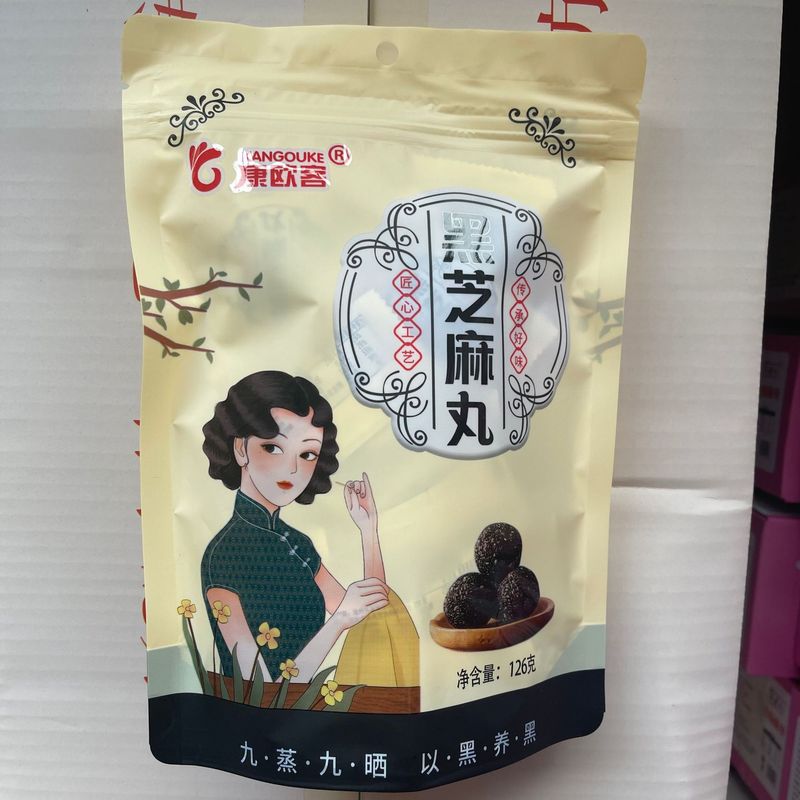 KANGOUKE®
康欧客
黑芝麻丸
匠心工艺
传承好味
净含量：126克
九·蒸·九·晒 以·黑·养·黑